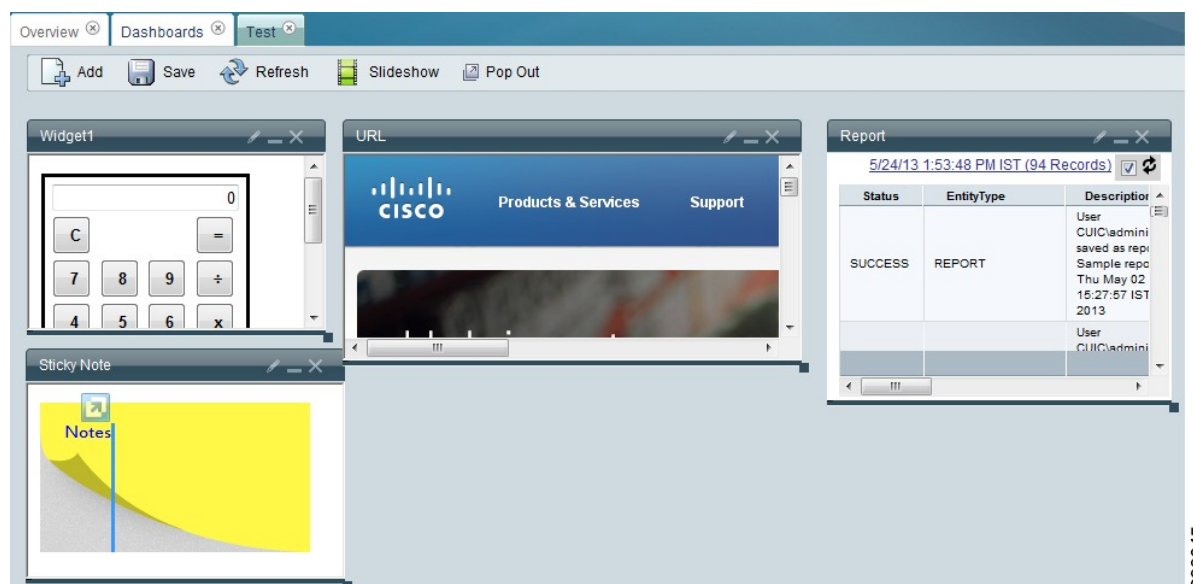 Overview Dashboards Test
Add Save Refresh Slideshow Pop Out
Widget1
0
C =
7 8 9 ÷
4 5 6 x
URL
CISCO Products & Services Support
Report
5/24/13 1:53:48 PM IST (94 Records)
Status EntityType Description
SUCCESS REPORT
User
CUIC\admini
saved as repo
Sample repo
Thu May 02
15:27:57 IST
2013
User
CUIC\admini
Sticky Note
Notes